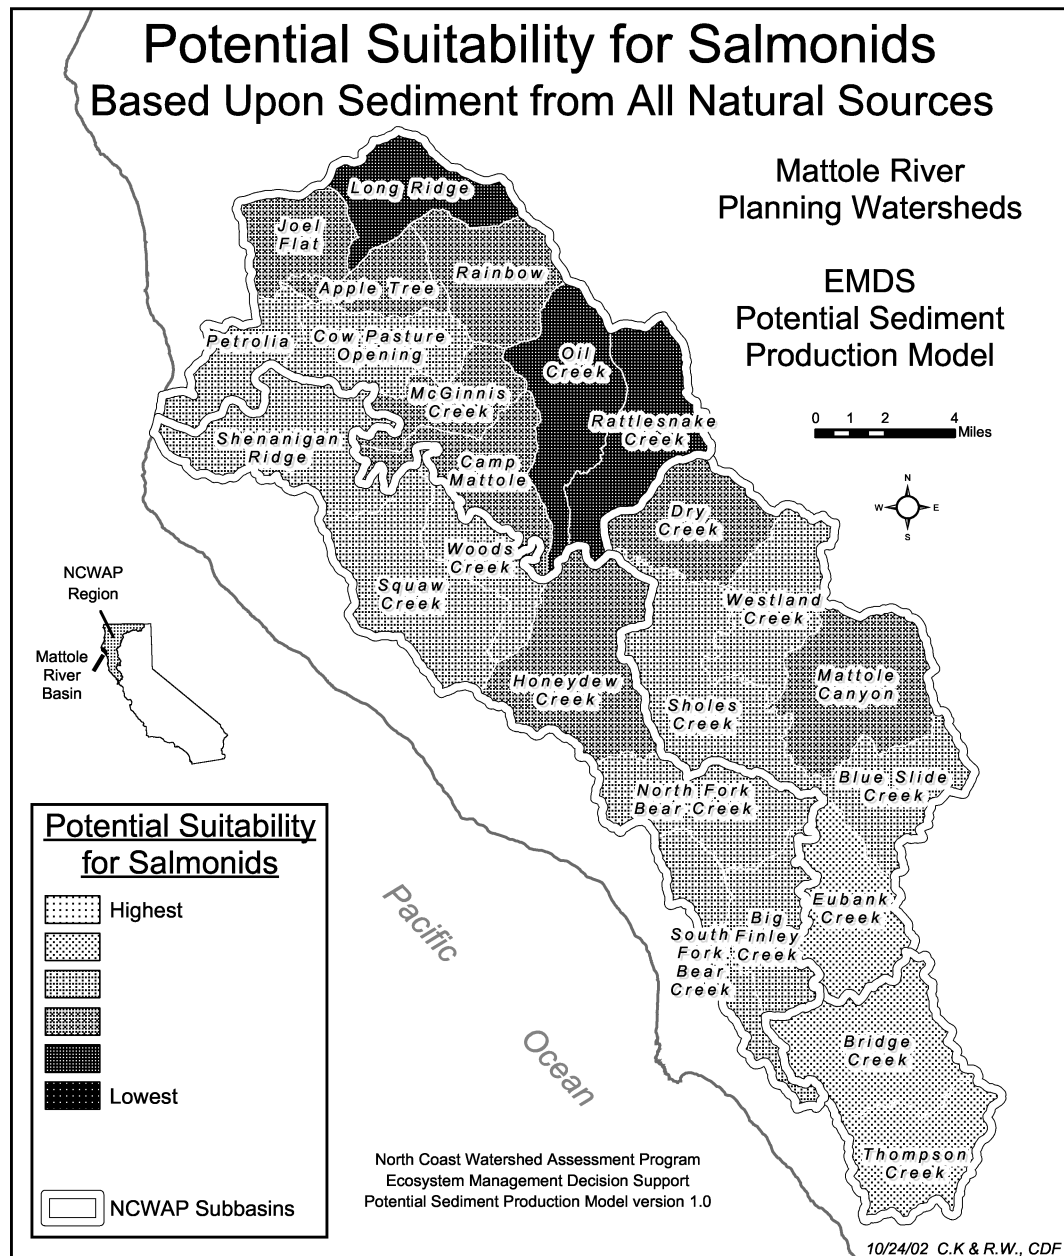 Potential Suitability for Salmonids
Based Upon Sediment from All Natural Sources
Mattole River
Planning Watersheds
EMDS
Potential Sediment
Production Model
0 1 2 4
Miles
N
W E
S
Long Ridge
Joel
Flat
Rainbow
Apple Tree
Petrolia
Cow Pasture
Opening
Oil
Creek
McGinnis
Creek
Rattlesnake
Creek
Shenanigan
Ridge
Camp
Mattole
Dry
Creek
Woods
Creek
Squaw
Creek
Westland
Creek
Honeydew
Creek
Sholes
Creek
Mattole
Canyon
North Fork
Bear Creek
Blue Slide
Creek
Eubank
Creek
Big
Finley
Creek
South
Fork
Bear
Creek
Bridge
Creek
Thompson
Creek
NCWAP
Region
Mattole
River
Basin
Pacific
Ocean
Potential Suitability
for Salmonids
Highest
Lowest
NCWAP Subbasins
North Coast Watershed Assessment Program
Ecosystem Management Decision Support
Potential Sediment Production Model version 1.0
10/24/02 C.K & R.W., CDF